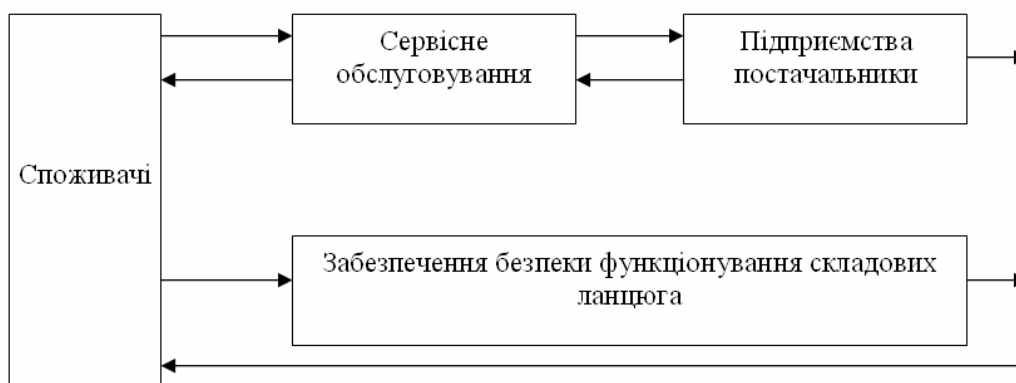 Сервісне
обслуговування
Підприємства
постачальники
Споживачі
Забезпечення безпеки функціонування складових
ланцюга